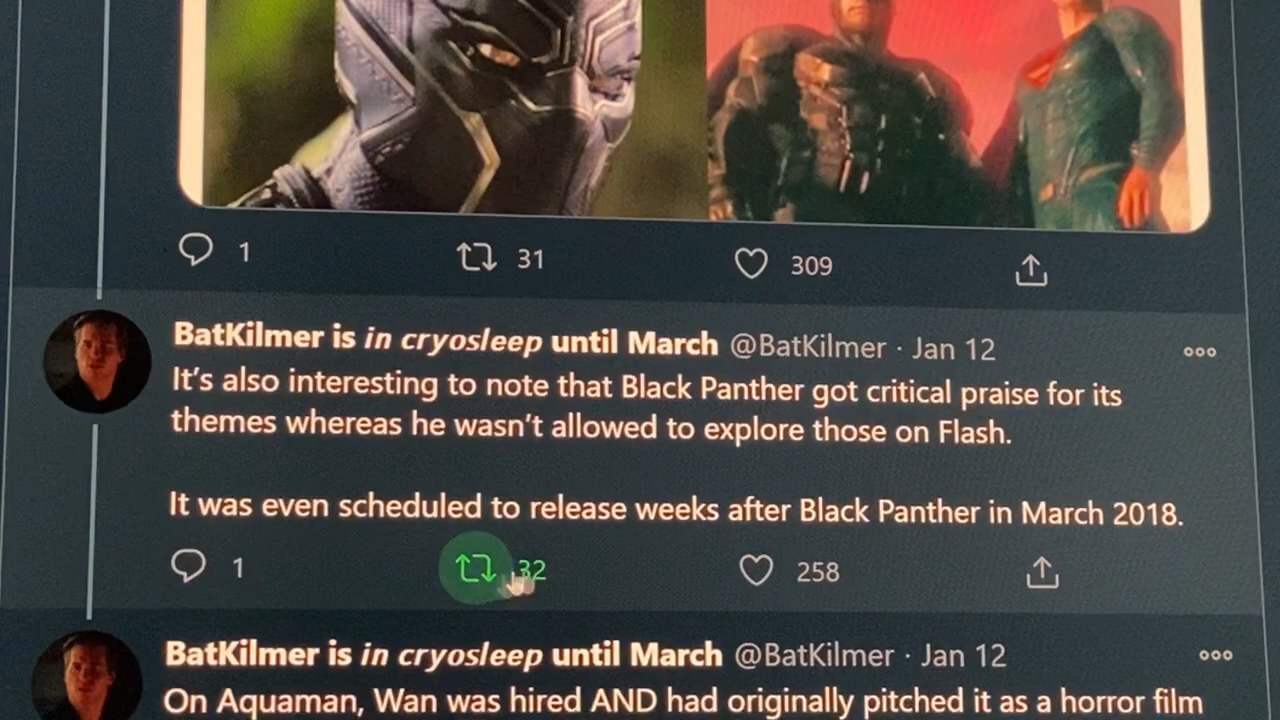 1 31 309
BatKilmer is in cryosleep until March @BatKilmer · Jan 12
It's also interesting to note that Black Panther got critical praise for its
themes whereas he wasn't allowed to explore those on Flash.
It was even scheduled to release weeks after Black Panther in March 2018.
1 32 258
BatKilmer is in cryosleep until March @BatKilmer · Jan 12
On Aquaman, Wan was hired AND had originally pitched it as a horror film